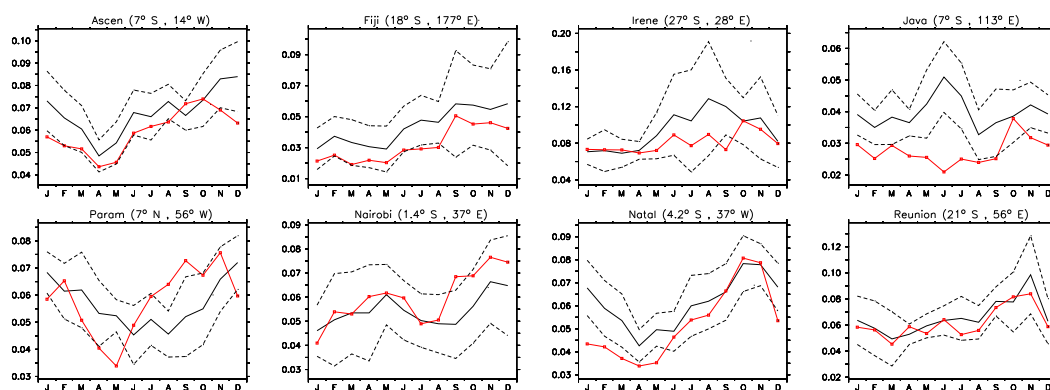 Ascen (7° S , 14° W)
0.10
0.09
0.08
0.07
0.06
0.05
0.04
J F M A M J J A S O N D
Fiji (18° S , 177° E)
0.09
0.07
0.05
0.03
0.01
J F M A M J J A S O N D
Irene (27° S , 28° E)
0.20
0.16
0.12
0.08
0.04
J F M A M J J A S O N D
Java (7° S , 113° E)
0.06
0.05
0.04
0.03
0.02
J F M A M J J A S O N D
Param (7° N , 56° W)
0.08
0.07
0.06
0.05
0.04
0.03
J F M A M J J A S O N D
Nairobi (1.4° S , 37° E)
0.09
0.07
0.05
0.03
J F M A M J J A S O N D
Natal (4.2° S , 37° W)
0.09
0.08
0.07
0.06
0.05
0.04
0.03
J F M A M J J A S O N D
Reunion (21° S , 56° E)
0.12
0.10
0.08
0.06
0.04
0.02
J F M A M J J A S O N D